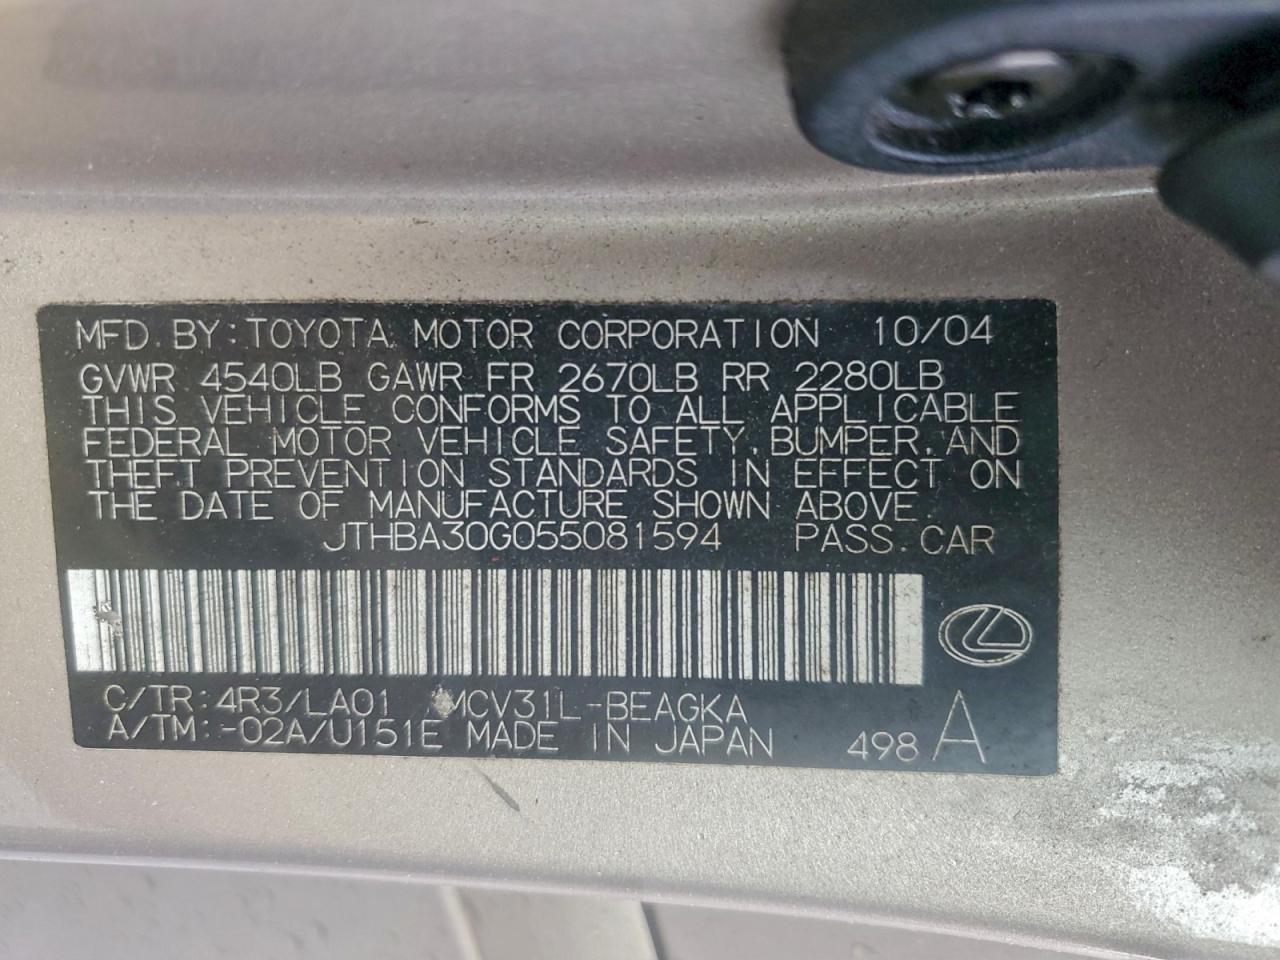 MFD. BY: TOYOTA MOTOR CORPORATION 10/04
GVWR 4540LB GAWR FR 2670LB RR 2280LB
THIS VEHICLE CONFORMS TO ALL APPLICABLE
FEDERAL MOTOR VEHICLE SAFETY, BUMPER, AND
THEFT PREVENTION STANDARDS IN EFFECT ON
THE DATE OF MANUFACTURE SHOWN ABOVE.
JTHBA30G055081594 PASS. CAR
C/TR: 4R3/LA01 MCV31L-BEAGKA
A/TM: -02A/U151E MADE IN JAPAN 498 A